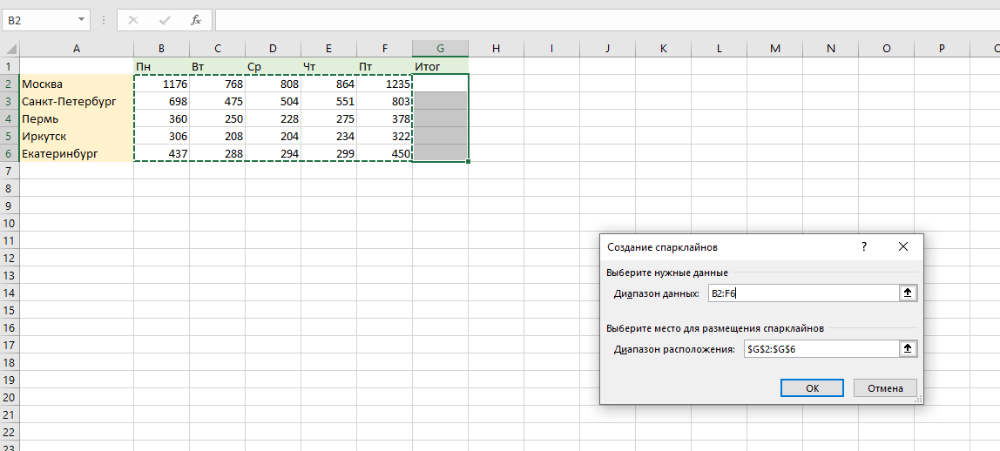 B2 fx
A B C D E F G H I J K L M N O P
1 Пн Вт Ср Чт Пт Итог
2 Москва 1176 768 808 864 1235
3 Санкт-Петербург 698 475 504 551 803
4 Пермь 360 250 228 275 378
5 Иркутск 306 208 204 234 322
6 Екатеринбург 437 288 294 299 450
7
8
9
10
11
12
13
14
15
16
17
18
19
20
21
22
23
Создание спарклайнов ?
Выберите нужные данные
Диапазон данных: B2:F6
Выберите место для размещения спарклайнов
Диапазон расположения: $G$2:$G$6
ОК Отмена